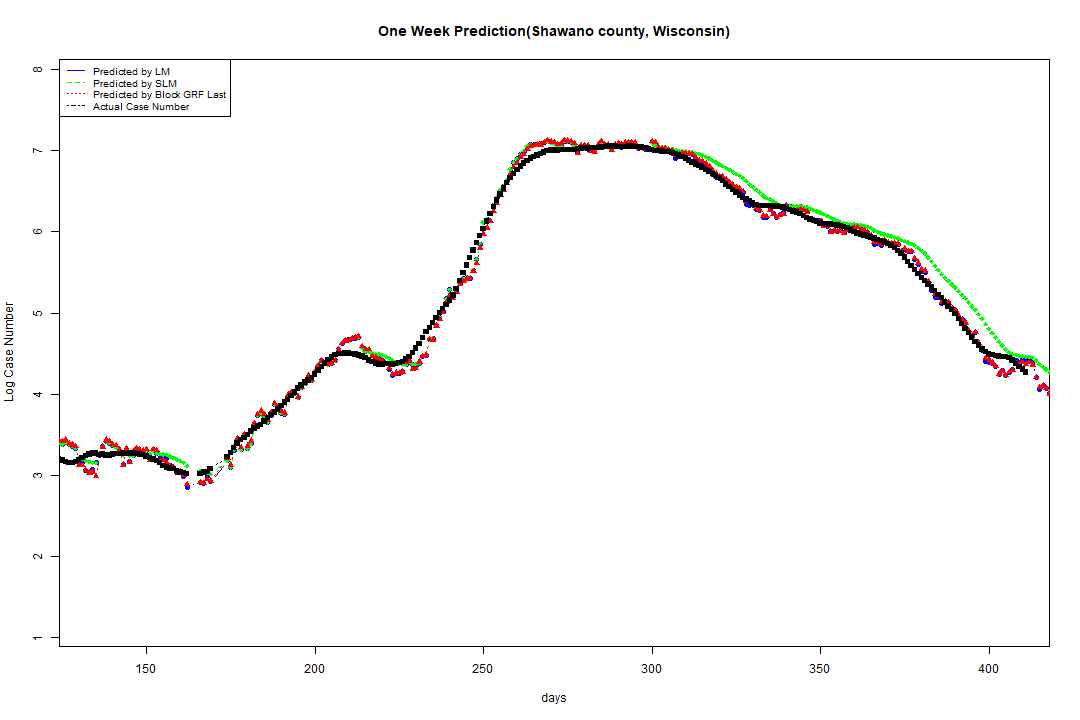 One Week Prediction(Shawano county, Wisconsin)
Predicted by LM
Predicted by SLM
Predicted by Block GRF Last
Actual Case Number
8
7
6
5
4
3
2
1
Log Case Number
150 200 250 300 350 400
days